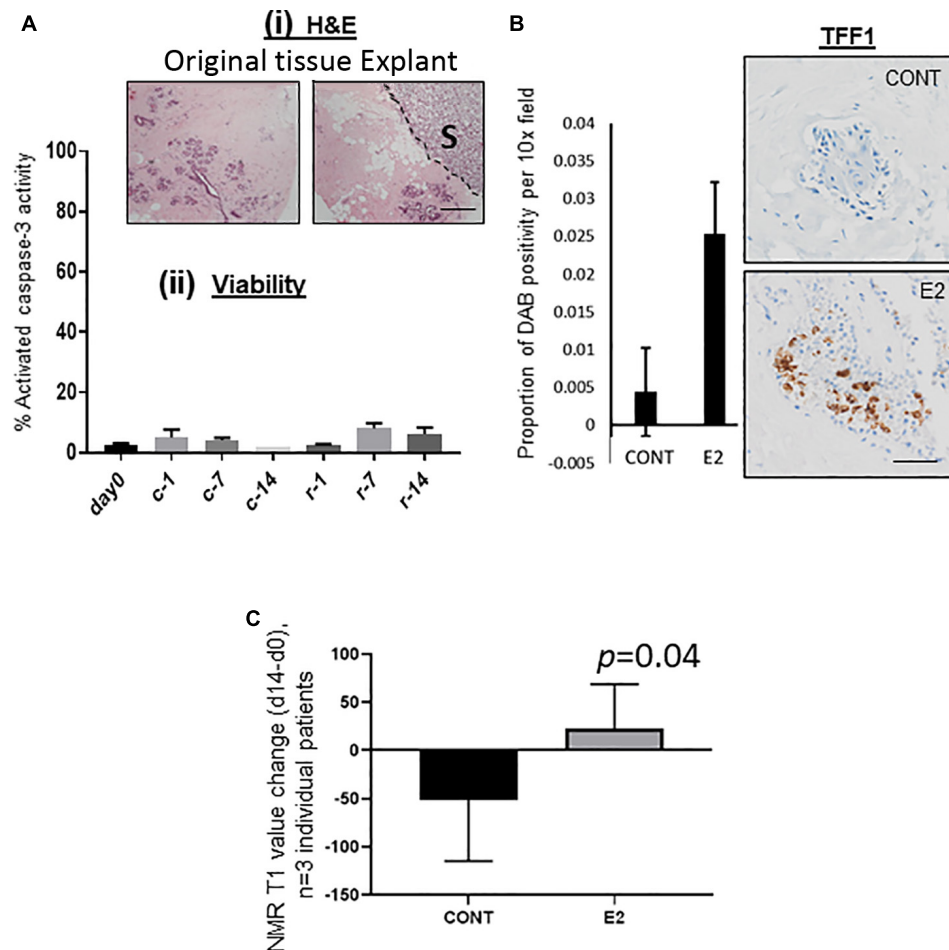 A
(i) H&E
Original tissue Explant
S
% Activated caspase-3 activity
100
80
60
40
20
0
(ii) Viability
day0
c-1
c-7
c-14
r-1
r-7
r-14
B
TFF1
CONT
E2
Proportion of DAB positivity per 10x field
0.04
0.035
0.03
0.025
0.02
0.015
0.01
0.005
0
-0.005
CONT
E2
C
NMR T1 value change (d14-d0),
n=3 individual patients
100
50
0
-50
-100
-150
p=0.04
CONT
E2